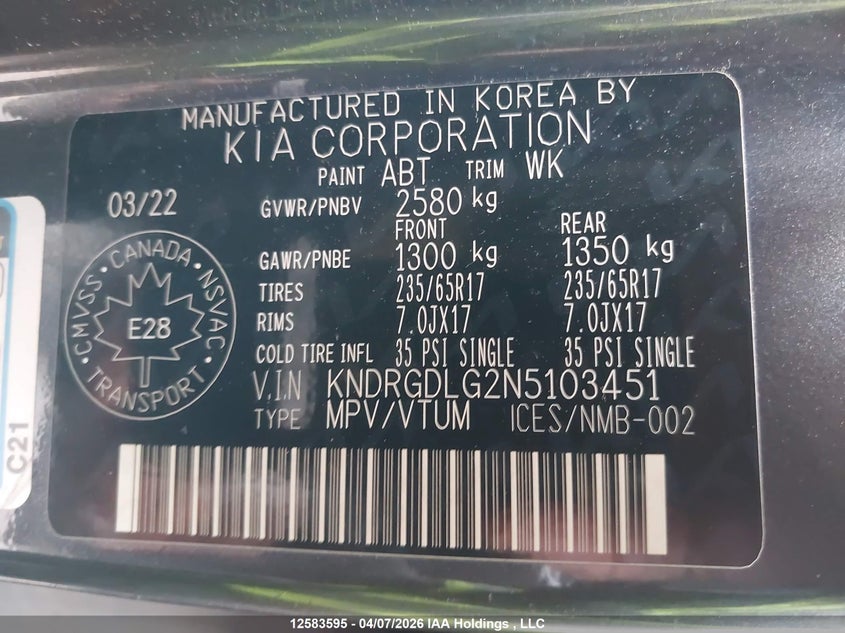 MANUFACTURED IN KOREA BY
KIA CORPORATION
PAINT ABT TRIM WK
03/22 GVWR/PNBV 2580 kg
FRONT REAR
GAWR/PNBE 1300 kg 1350 kg
TIRES 235/65R17 235/65R17
RIMS 7.0JX17 7.0JX17
COLD TIRE INFL 35 PSI SINGLE 35 PSI SINGLE
V.I.N KNDRGDLG2N5103451
TYPE MPV/VTUM ICES/NMB-002
CMVSS • CANADA • NSVAC • TRANSPORT •
E28
C21
12583595 - 04/07/2026 IAA Holdings , LLC